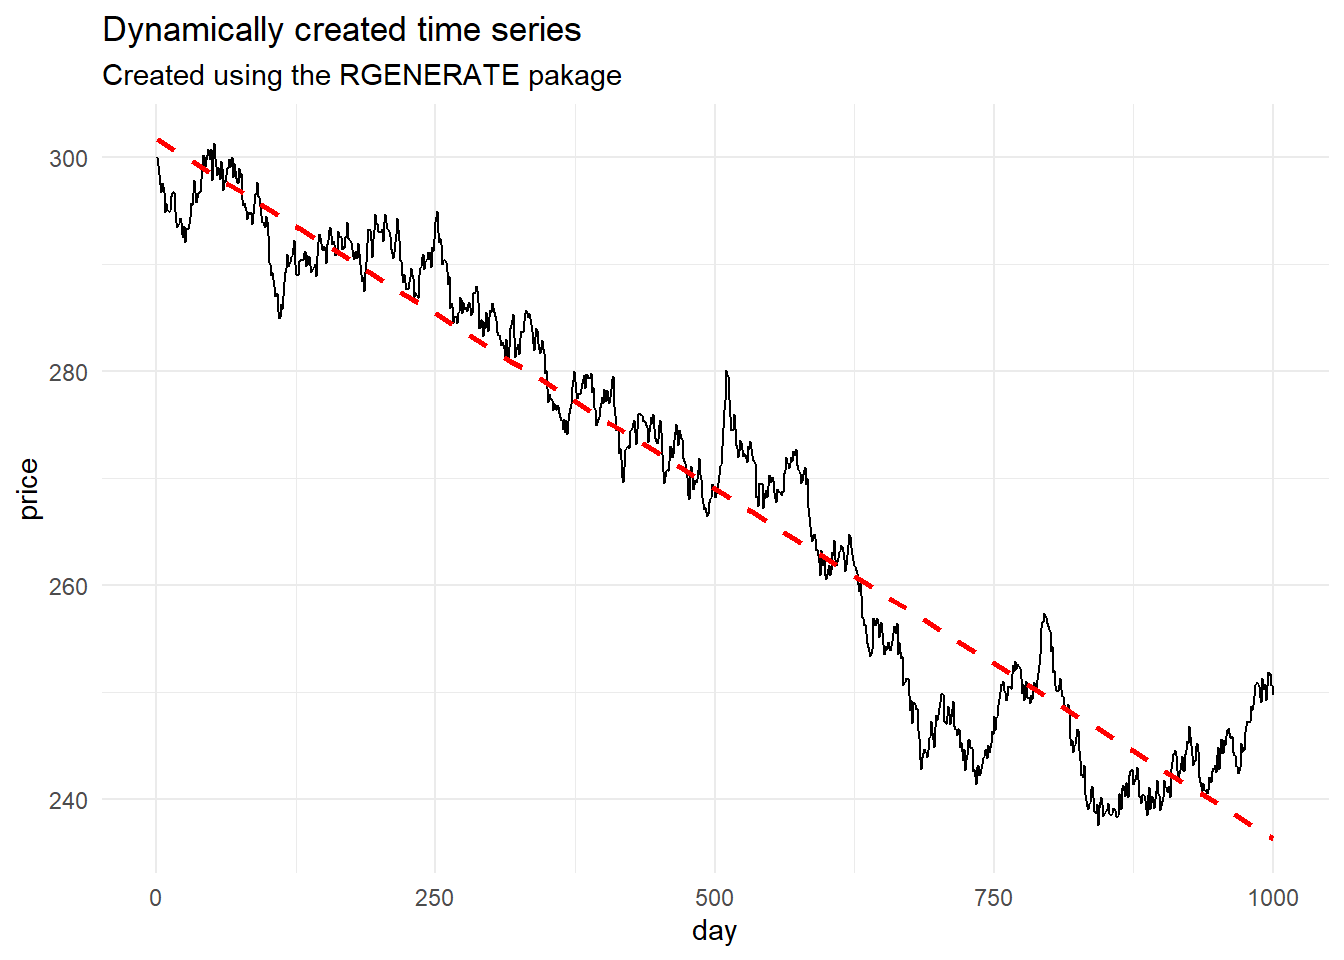 Dynamically created time series
Created using the RGENERATE pakage
300
280
260
240
price
0 250 500 750 1000
day